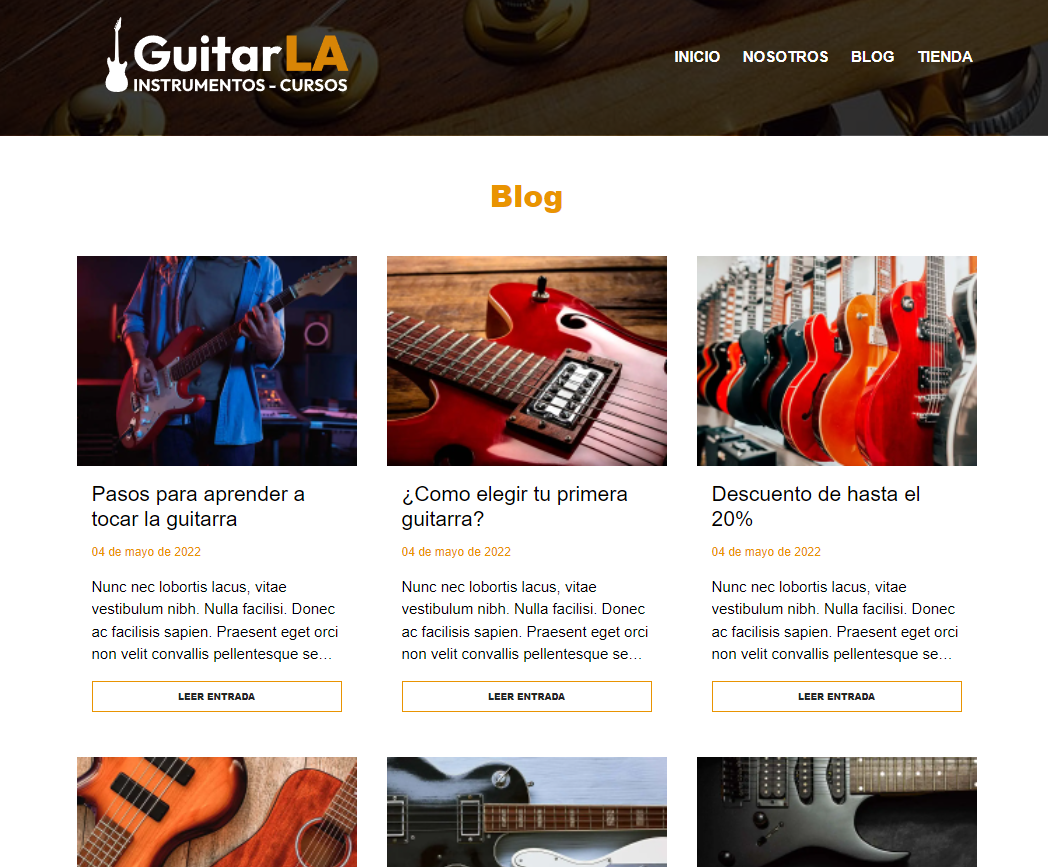 GuitarLA
INSTRUMENTOS - CURSOS
INICIO NOSOTROS BLOG TIENDA
Blog
Pasos para aprender a
tocar la guitarra
04 de mayo de 2022
Nunc nec lobortis lacus, vitae
vestibulum nibh. Nulla facilisi. Donec
ac facilisis sapien. Praesent eget orci
non velit convallis pellentesque se…
LEER ENTRADA
¿Como elegir tu primera
guitarra?
04 de mayo de 2022
Nunc nec lobortis lacus, vitae
vestibulum nibh. Nulla facilisi. Donec
ac facilisis sapien. Praesent eget orci
non velit convallis pellentesque se…
LEER ENTRADA
Descuento de hasta el
20%
04 de mayo de 2022
Nunc nec lobortis lacus, vitae
vestibulum nibh. Nulla facilisi. Donec
ac facilisis sapien. Praesent eget orci
non velit convallis pellentesque se…
LEER ENTRADA